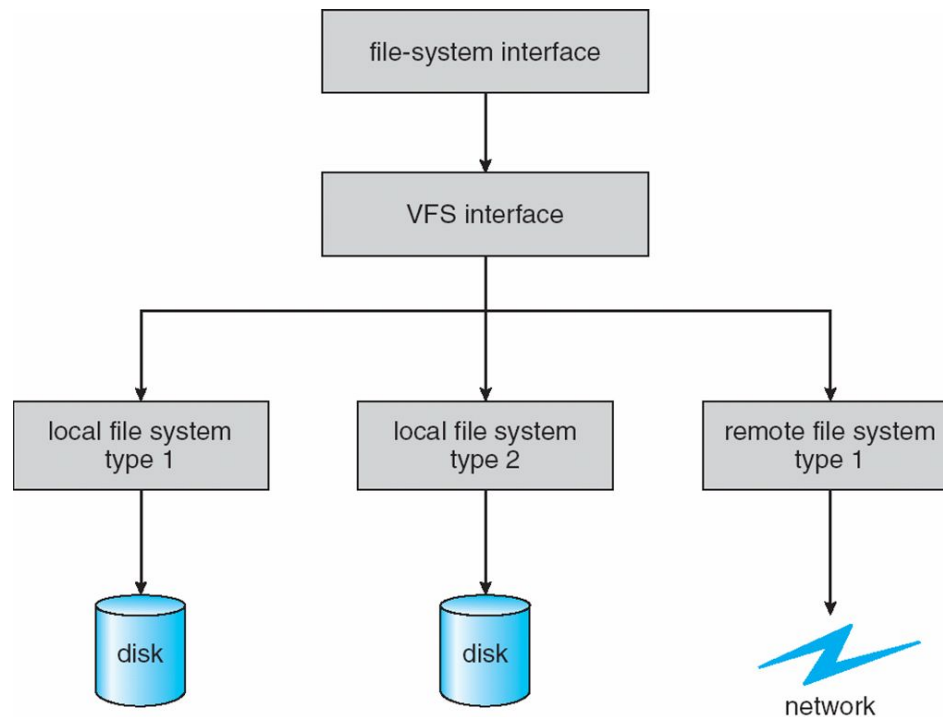 file-system interface
VFS interface
local file system
type 1
local file system
type 2
remote file system
type 1
disk
disk
network